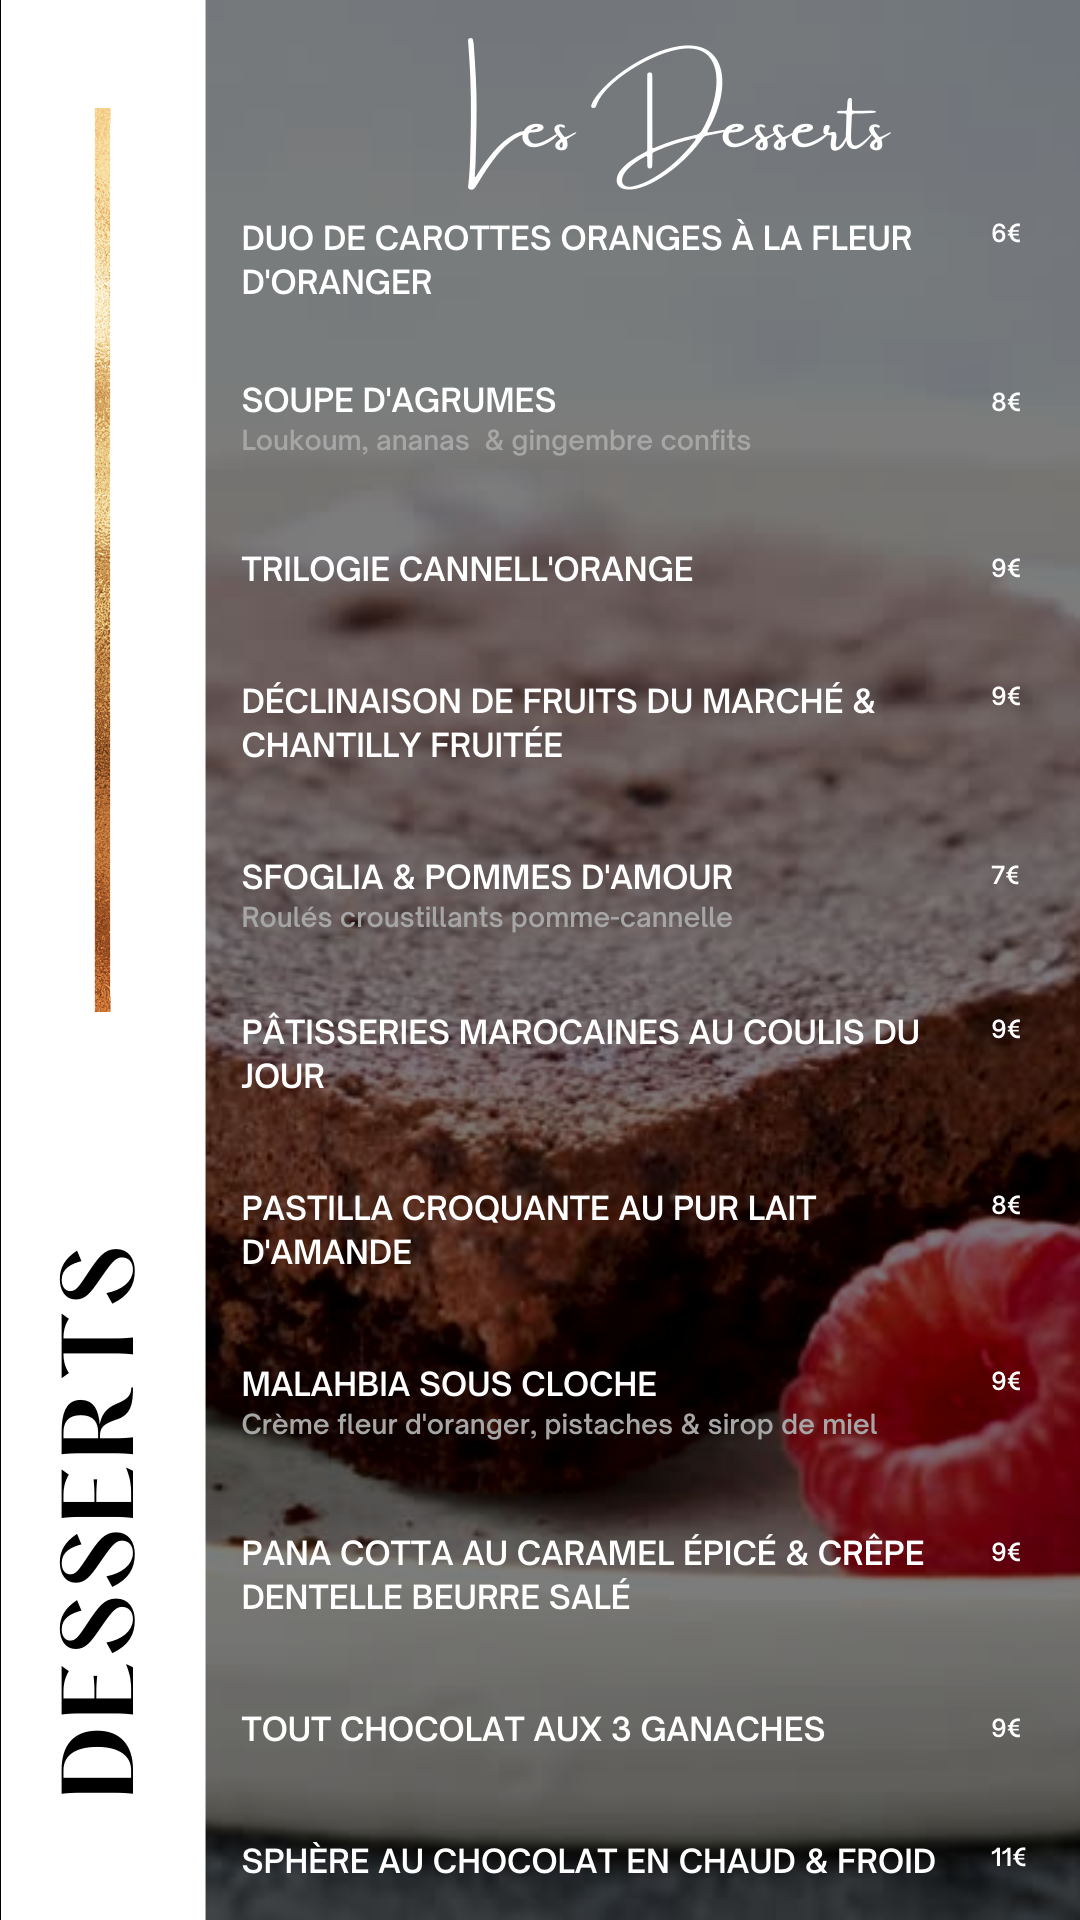 Les Desserts
DUO DE CAROTTES ORANGES À LA FLEUR 6€
D'ORANGER
SOUPE D'AGRUMES 8€
Loukoum, ananas & gingembre confits
TRILOGIE CANNELL'ORANGE 9€
DÉCLINAISON DE FRUITS DU MARCHÉ & 9€
CHANTILLY FRUITÉE
SFOGLIA & POMMES D'AMOUR 7€
Roulés croustillants pomme-cannelle
PÂTISSERIES MAROCAINES AU COULIS DU 9€
JOUR
PASTILLA CROQUANTE AU PUR LAIT 8€
D'AMANDE
MALAHBIA SOUS CLOCHE 9€
Crème fleur d'oranger, pistaches & sirop de miel
PANA COTTA AU CARAMEL ÉPICÉ & CRÊPE 9€
DENTELLE BEURRE SALÉ
TOUT CHOCOLAT AUX 3 GANACHES 9€
SPHÈRE AU CHOCOLAT EN CHAUD & FROID 11€
DESSERTS